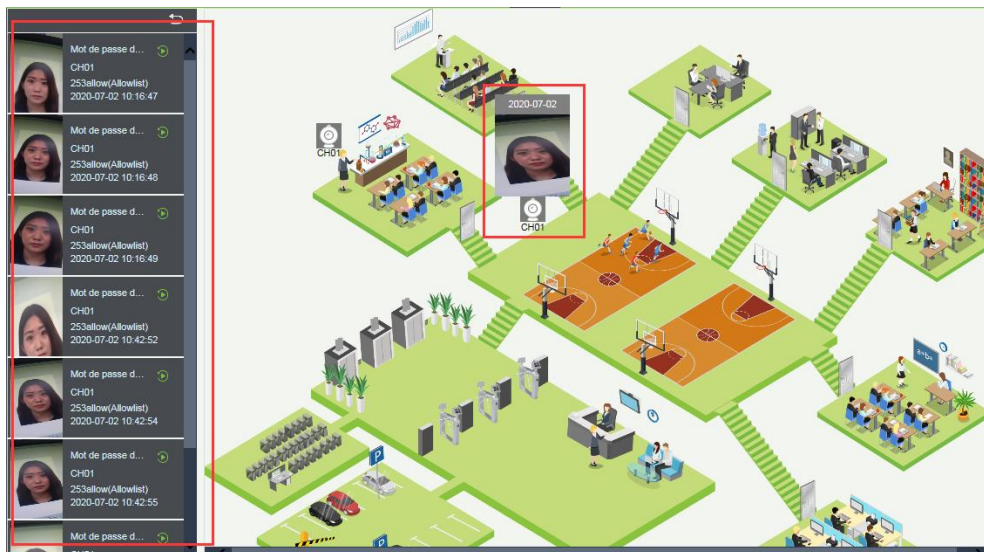 Mot de passe d...
CH01
253allow(Allowlist)
2020-07-02 10:16:47
Mot de passe d...
CH01
253allow(Allowlist)
2020-07-02 10:16:48
Mot de passe d...
CH01
253allow(Allowlist)
2020-07-02 10:16:49
Mot de passe d...
CH01
253allow(Allowlist)
2020-07-02 10:42:52
Mot de passe d...
CH01
253allow(Allowlist)
2020-07-02 10:42:54
Mot de passe d...
CH01
253allow(Allowlist)
2020-07-02 10:42:55
Mot de passe d...
2020-07-02
CH01
CH01
P
P
a+b=